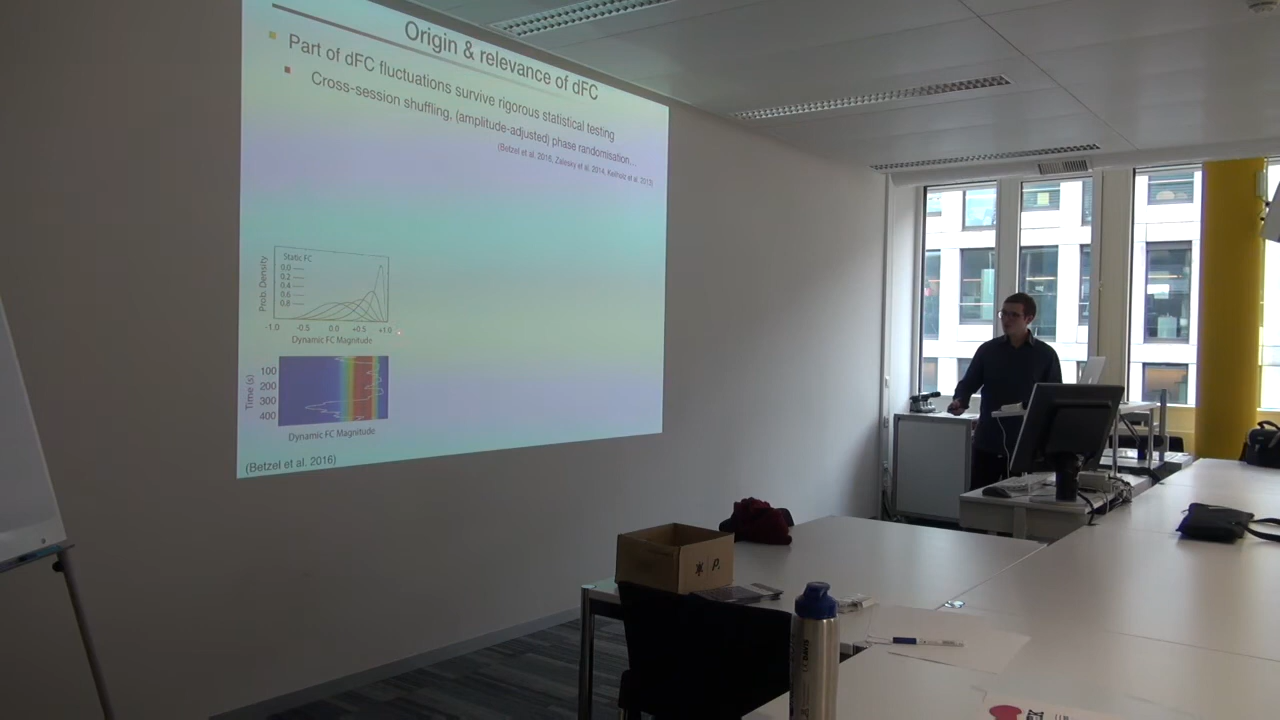 Origin & relevance of dFC
Part of dFC fluctuations survive rigorous statistical testing
Cross-session shuffling, (amplitude-adjusted) phase randomisation...
(Betzel et al. 2016, Zalesky et al. 2014, Keilholz et al. 2013)
Static FC
0.0
0.2
0.4
0.6
0.8
Prob. Density
-1.0 -0.5 0.0 +0.5 +1.0
Dynamic FC Magnitude
Time (s)
100
200
300
400
Dynamic FC Magnitude
(Betzel et al. 2016)
P.